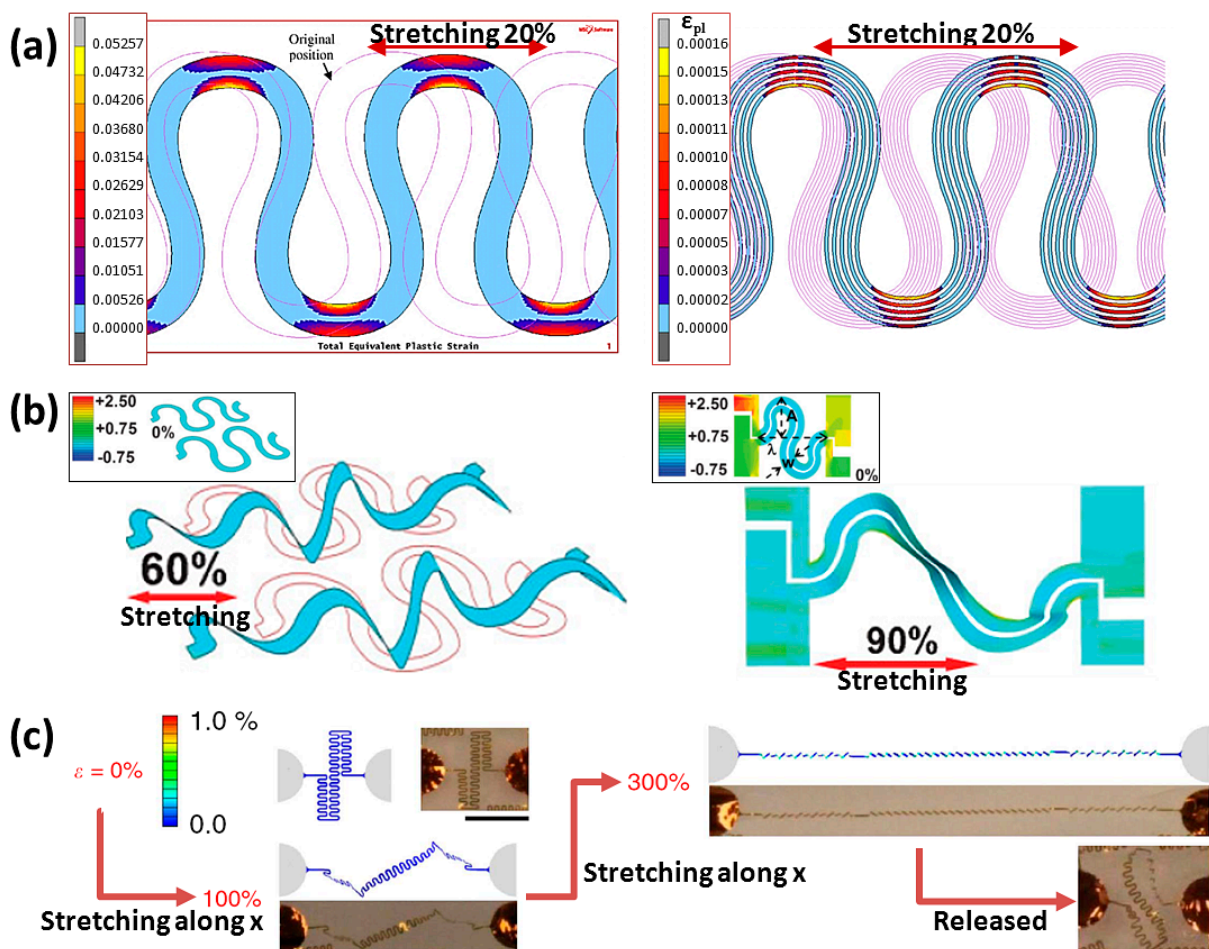 (a)
0.05257
0.04732
0.04206
0.03680
0.03154
0.02629
0.02103
0.01577
0.01051
0.00526
0.00000
Original
position
Stretching 20%
Total Equivalent Plastic Strain
1
εpl
0.00016
0.00015
0.00013
0.00011
0.00010
0.00008
0.00007
0.00005
0.00003
0.00002
0.00000
Stretching 20%
(b)
+2.50
+0.75
-0.75
0%
60%
Stretching
+2.50
+0.75
-0.75
A
λ
W
0%
90%
Stretching
(c)
1.0 %
0.0
ε = 0%
100%
Stretching along x
300%
Stretching along x
Released